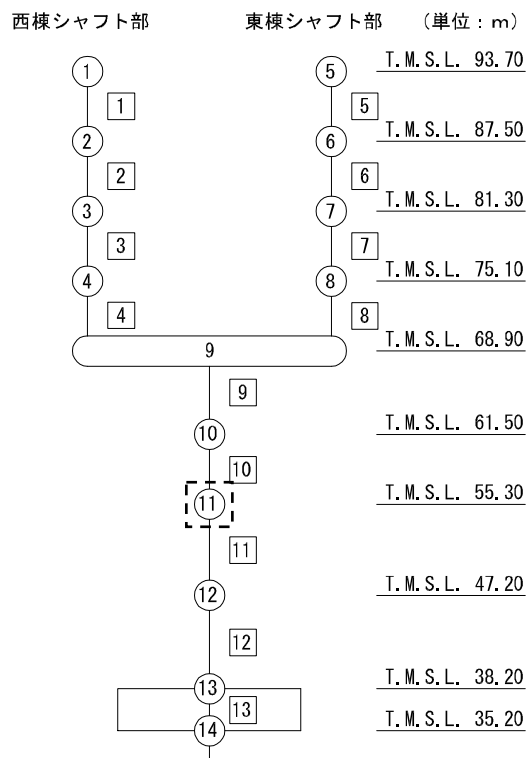 西棟シャフト部 東棟シャフト部 (単位:m)
① ⑤ T.M.S.L. 93.70
1 5
② ⑥ T.M.S.L. 87.50
2 6
③ ⑦ T.M.S.L. 81.30
3 7
④ ⑧ T.M.S.L. 75.10
4 8
9 T.M.S.L. 68.90
9
⑩ T.M.S.L. 61.50
10
⑪ T.M.S.L. 55.30
11
⑫ T.M.S.L. 47.20
12
⑬ T.M.S.L. 38.20
13
⑭ T.M.S.L. 35.20